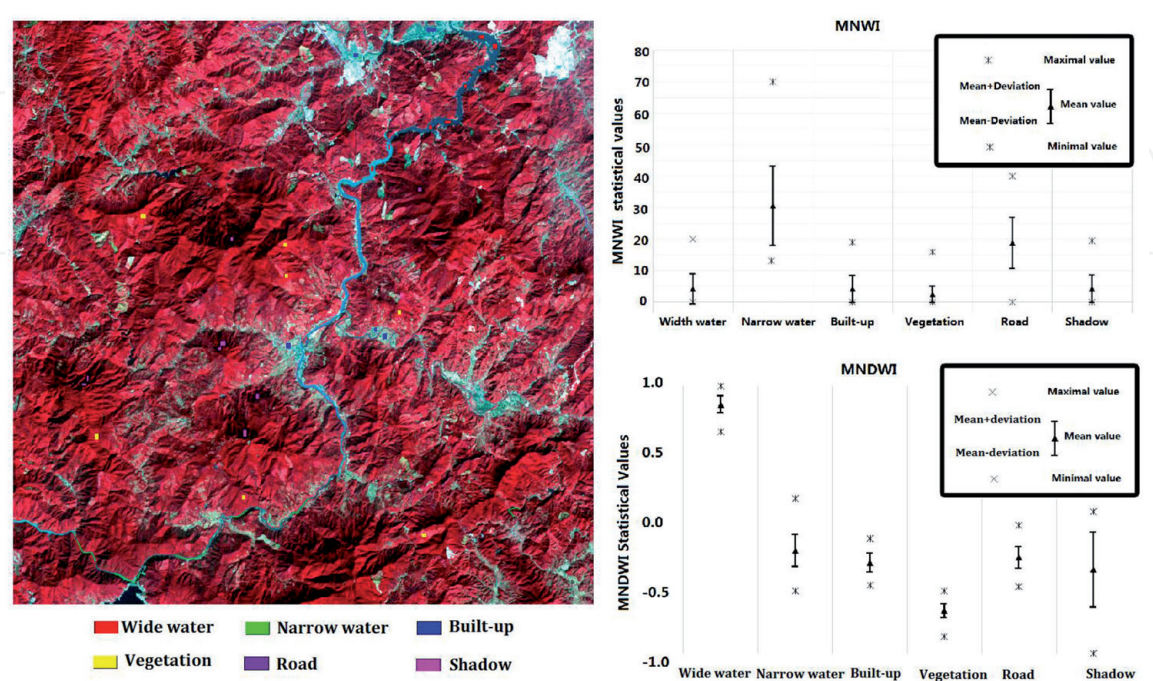 MNWI
80
70
60
50
40
30
20
10
0
MNWI statistical values
Maximal value
Mean+Deviation
Mean value
Mean-Deviation
Minimal value
Width water Narrow water Built-up Vegetation Road Shadow
MNDWI
1.0
0.5
0.0
-0.5
-1.0
MNDWI Statistical Values
Maximal value
Mean+deviation
Mean value
Mean-deviation
Minimal value
Wide water Narrow water Built-up Vegetation Road Shadow
Wide water Narrow water Built-up
Vegetation Road Shadow